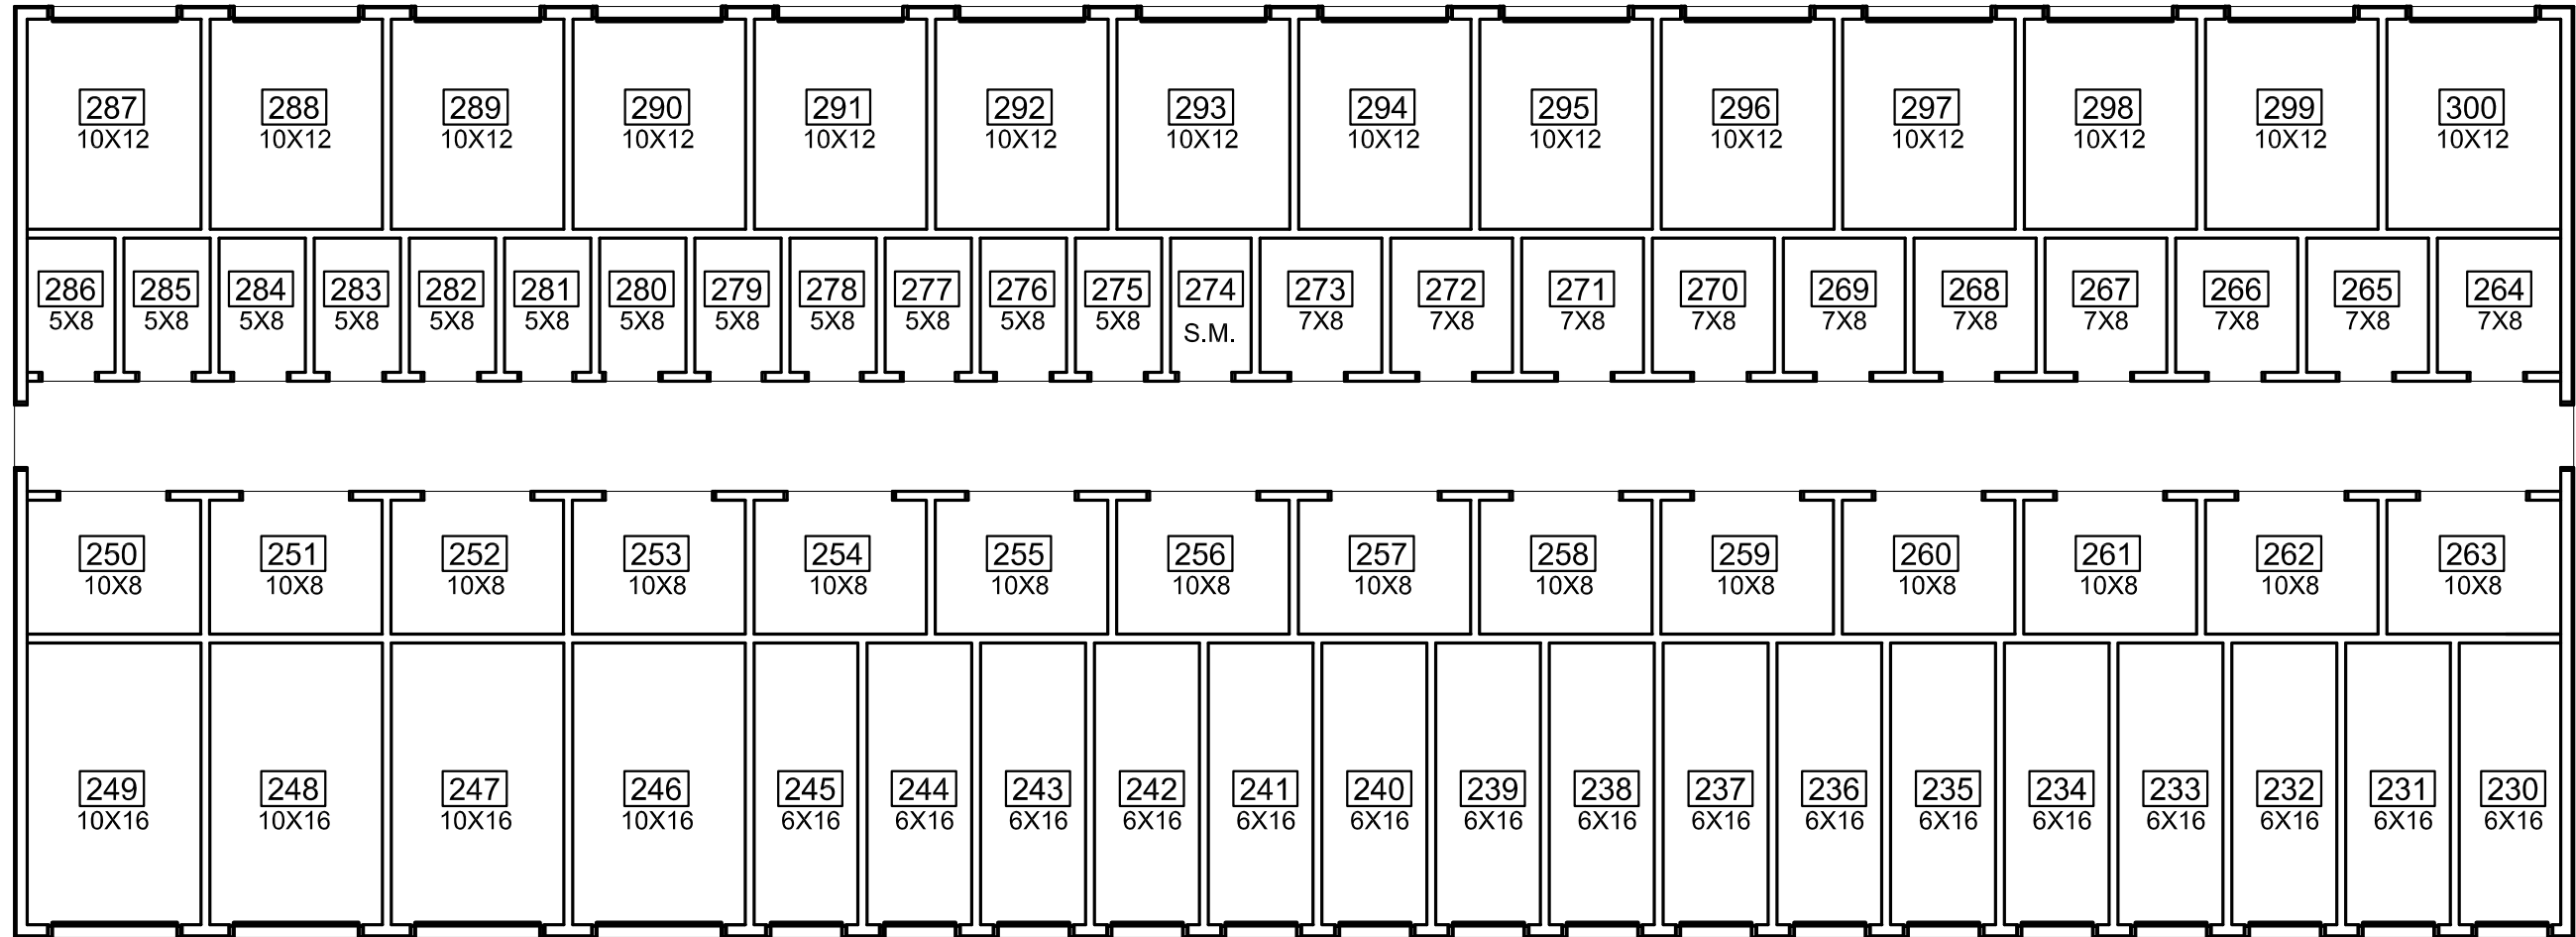 287 288 289 290 291 292 293 294 295 296 297 298 299 300
10X12 10X12 10X12 10X12 10X12 10X12 10X12 10X12 10X12 10X12 10X12 10X12 10X12 10X12
286 285 284 283 282 281 280 279 278 277 276 275 274 273 272 271 270 269 268 267 266 265 264
5X8 5X8 5X8 5X8 5X8 5X8 5X8 5X8 5X8 5X8 5X8 5X8 S.M. 7X8 7X8 7X8 7X8 7X8 7X8 7X8 7X8 7X8 7X8
250 251 252 253 254 255 256 257 258 259 260 261 262 263
10X8 10X8 10X8 10X8 10X8 10X8 10X8 10X8 10X8 10X8 10X8 10X8 10X8 10X8
249 248 247 246 245 244 243 242 241 240 239 238 237 236 235 234 233 232 231 230
10X16 10X16 10X16 10X16 6X16 6X16 6X16 6X16 6X16 6X16 6X16 6X16 6X16 6X16 6X16 6X16 6X16 6X16 6X16 6X16